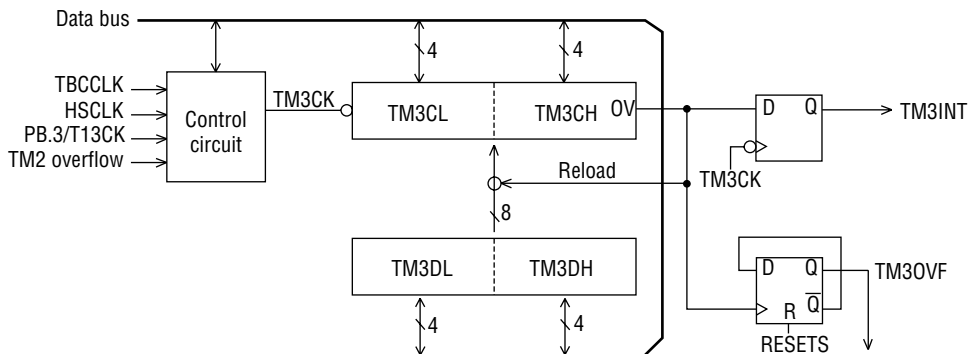 Data bus
4
4
TBCCLK
HSCLK
PB.3/T13CK
TM2 overflow
Control
circuit
TM3CK
TM3CL
TM3CH
OV
D
Q
TM3INT
TM3CK
Reload
8
TM3DL
TM3DH
D
Q
TM3OVF
Q
R
RESETS
4
4